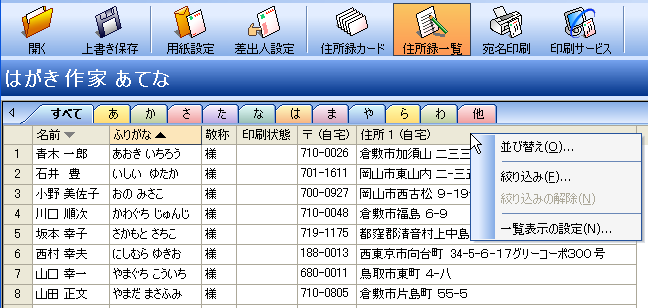 開く 上書き保存 用紙設定 差出人設定 住所録カード 住所録一覧 宛名印刷 印刷サービス
はがき作家 あてな
すべて あ か さ た な は ま や ら わ 他
名前 ふりがな 敬称 印刷状態 〒(自宅) 住所1(自宅)
1 青木 一郎 あおき いちろう 様 710-0026 倉敷市加須山 二三三
2 石井 豊 いしい ゆたか 様 701-1611 岡山市東山内 二-三三
3 小野 美佐子 おの みさこ 様 700-0927 岡山市西古松 9-19
4 川口 順次 かわぐち じゅんじ 様 710-0048 倉敷市福島 6-9
5 坂本 幸子 さかもと さちこ 様 719-1175 都窪郡清音村上中島
6 西村 幸夫 にしむら ゆきお 様 188-0013 西東京市向台町 34-5-6-17グリーコーポ300号
7 山口 幸一 やまぐち こういち 様 680-0011 鳥取市東町 4-八
8 山田 正文 やまだ まさふみ 様 710-0805 倉敷市片島町 55-5
並び替え(O)...
絞り込み(E)...
絞り込みの解除(N)
一覧表示の設定(N)...